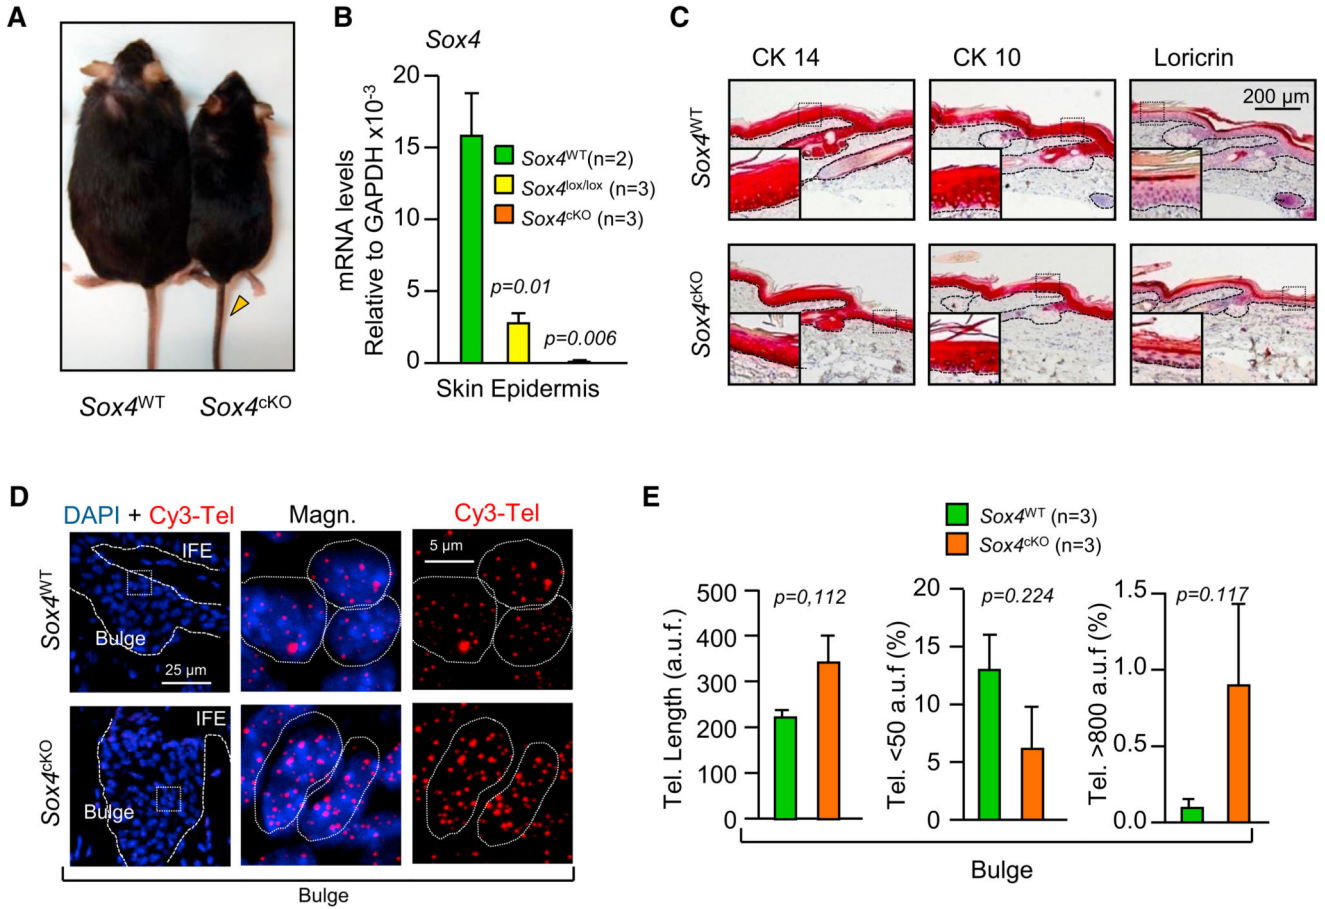 A
Sox4WT
Sox4cKO
B
Sox4
mRNA levels
Relative to GAPDH x10-3
20
15
10
5
0
Sox4WT(n=2)
Sox4lox/lox (n=3)
Sox4cKO (n=3)
p=0.01
p=0.006
Skin Epidermis
C
CK 14
CK 10
Loricrin
200 µm
Sox4WT
Sox4cKO
D
DAPI + Cy3-Tel
Magn.
Cy3-Tel
Sox4WT
IFE
Bulge
25 µm
5 µm
Sox4cKO
IFE
Bulge
Bulge
E
Sox4WT (n=3)
Sox4cKO (n=3)
Tel. Length (a.u.f.)
500
400
300
200
100
0
p=0,112
Tel. <50 a.u.f (%)
20
15
10
5
0
p=0.224
Tel. >800 a.u.f (%)
1.5
1.0
0.5
0.0
p=0.117
Bulge